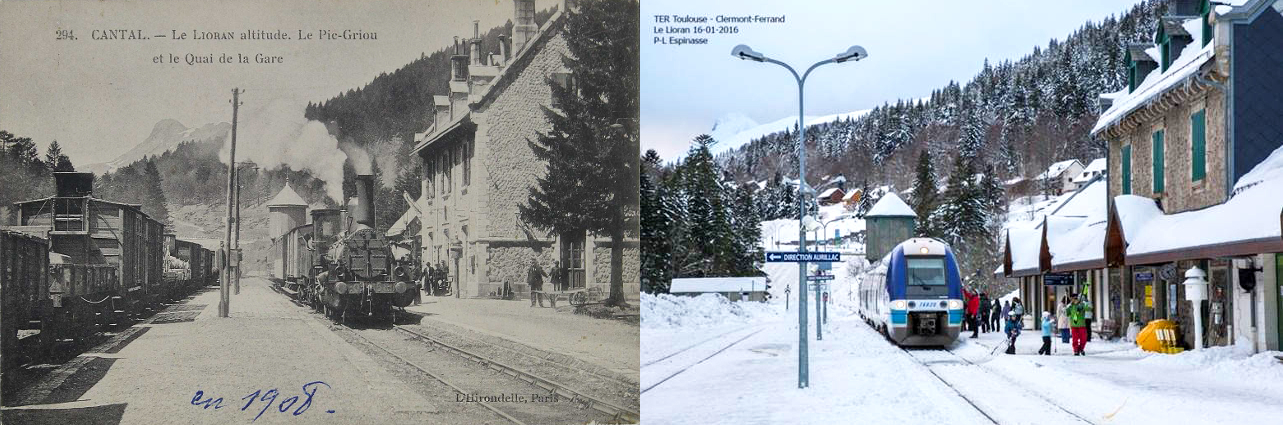 294. CANTAL. — Le LIORAN altitude. Le Pic-Griou
et le Quai de la Gare
en 1908.
L'Hirondelle, Paris
TER Toulouse - Clermont-Ferrand
Le Lioran 16-01-2016
P-L Espinasse
← DIRECTION AURILLAC